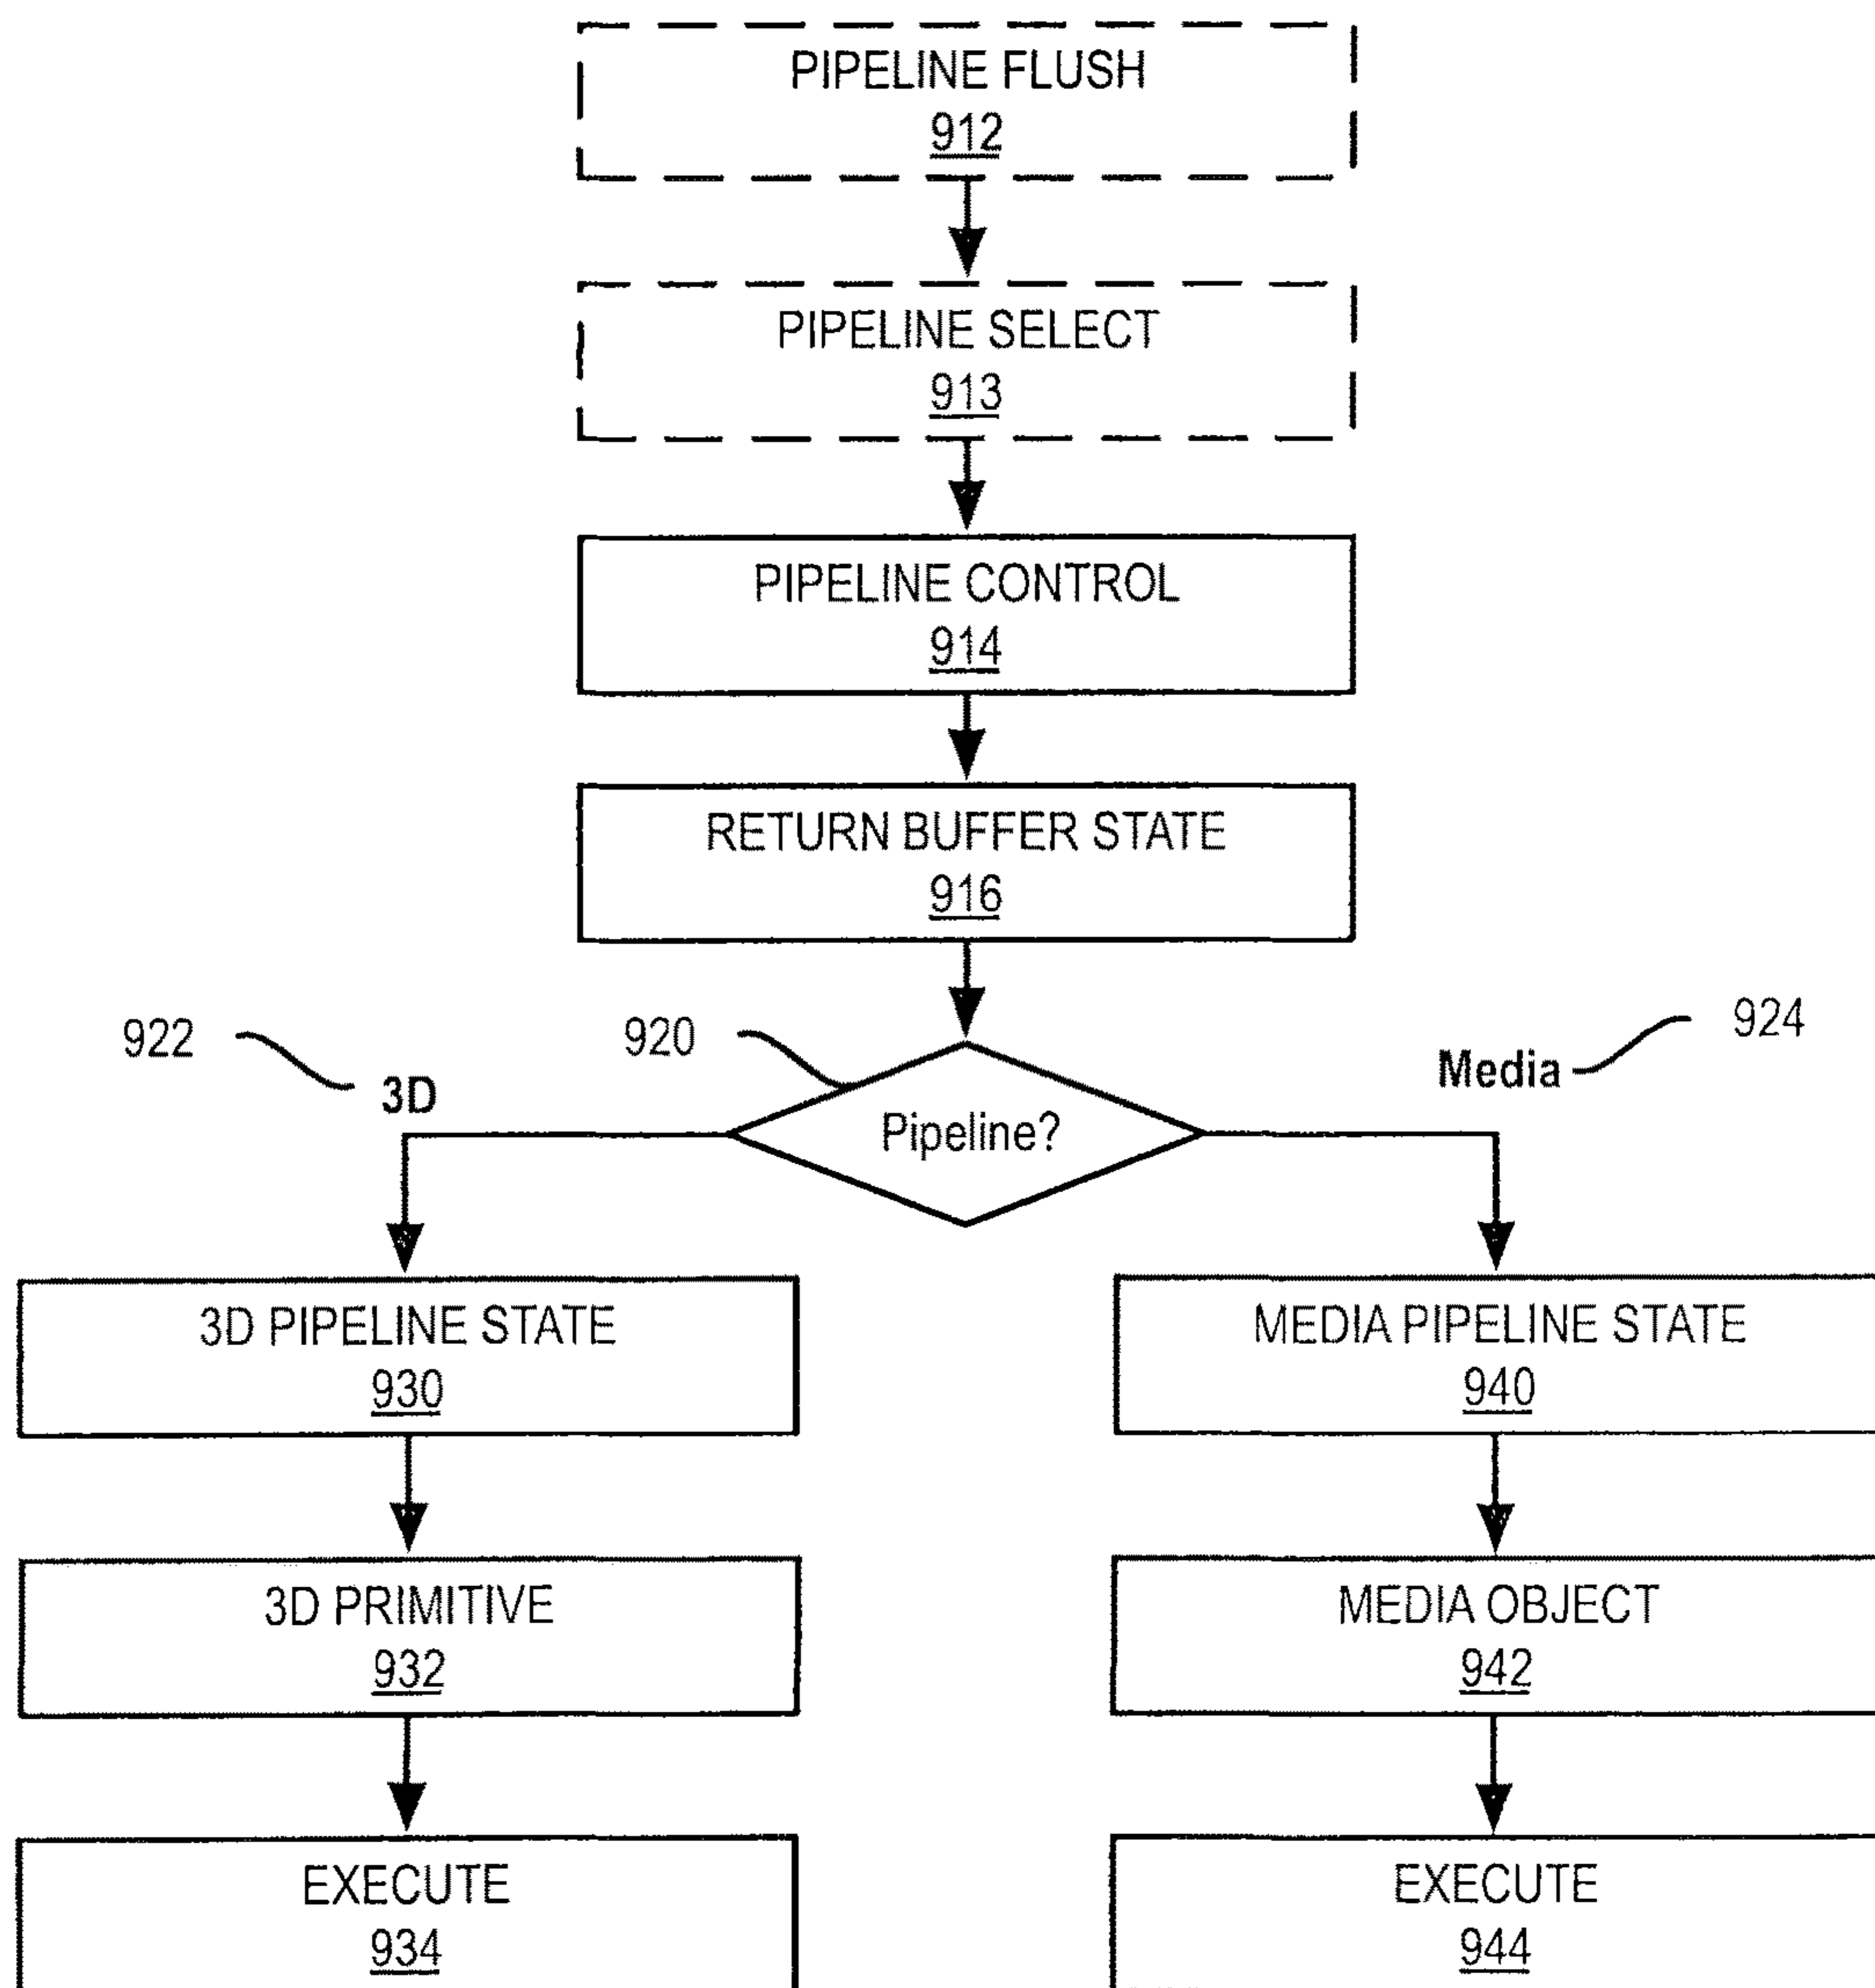 PIPELINE FLUSH
912
PIPELINE SELECT
913
PIPELINE CONTROL
914
RETURN BUFFER STATE
916
922
920
924
3D
Media
Pipeline?
3D PIPELINE STATE
930
MEDIA PIPELINE STATE
940
3D PRIMITIVE
932
MEDIA OBJECT
942
EXECUTE
934
EXECUTE
944